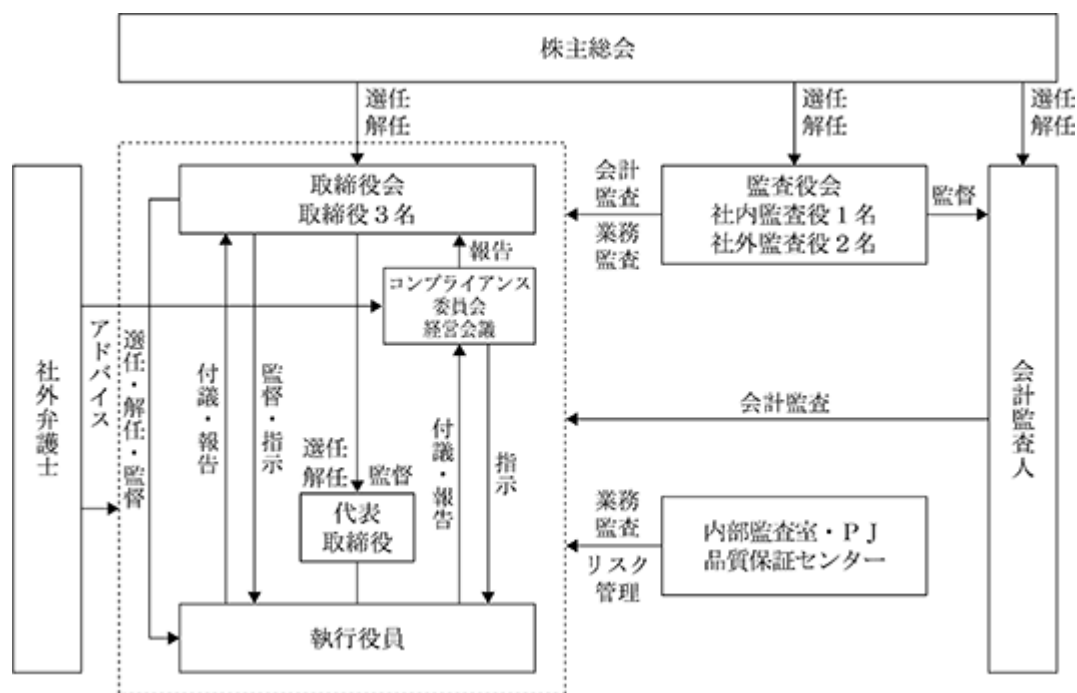 株主総会
選任
解任
選任
解任
選任
解任
取締役会
取締役3名
会計
監査
業務
監査
監査役会
社内監査役1名
社外監査役2名
監督
報告
コンプライアンス
委員会
経営会議
社外弁護士
アドバイス
選任・解任・監督
付議・報告
監督・指示
選任
解任
監督
付議・報告
指示
会計監査
会計監査人
代表
取締役
業務
監査
リスク
管理
内部監査室・PJ
品質保証センター
執行役員